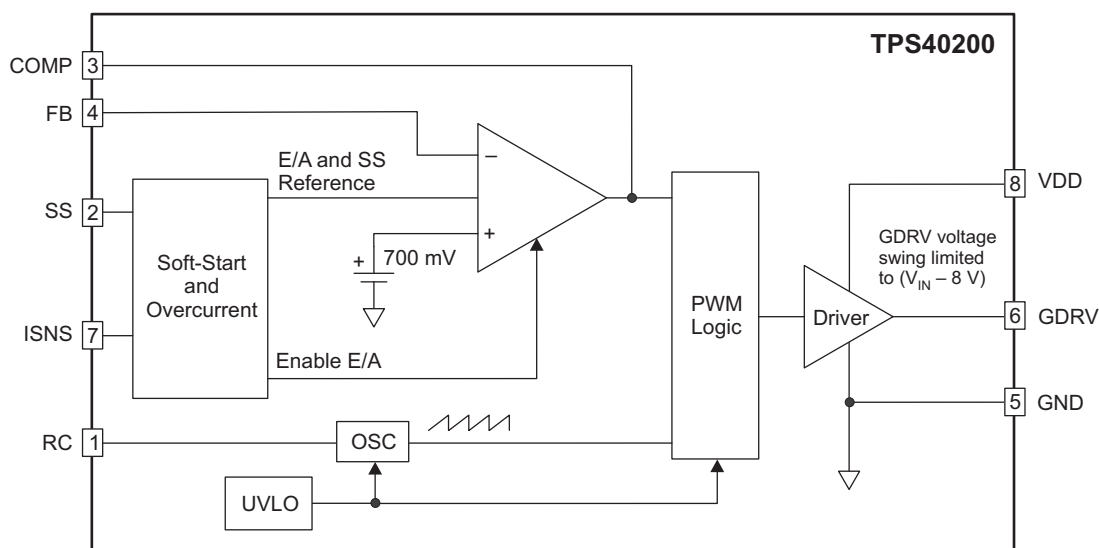 TPS40200
COMP 3
FB 4
E/A and SS
Reference
SS 2
Soft-Start
and
Overcurrent
ISNS 7
Enable E/A
−
+
+
700 mV
RC 1
OSC
UVLO
PWM
Logic
Driver
GDRV voltage
swing limited
to (V_IN – 8 V)
8 VDD
6 GDRV
5 GND